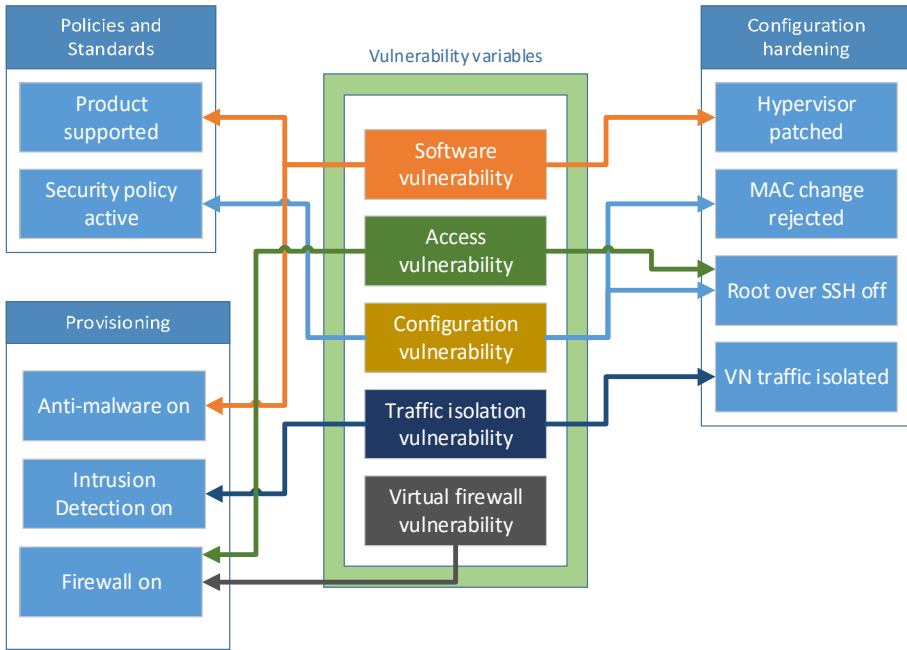 Policies and
Standards
Product
supported
Security policy
active
Provisioning
Anti-malware on
Intrusion
Detection on
Firewall on
Vulnerability variables
Software
vulnerability
Access
vulnerability
Configuration
vulnerability
Traffic isolation
vulnerability
Virtual firewall
vulnerability
Configuration
hardening
Hypervisor
patched
MAC change
rejected
Root over SSH off
VN traffic isolated